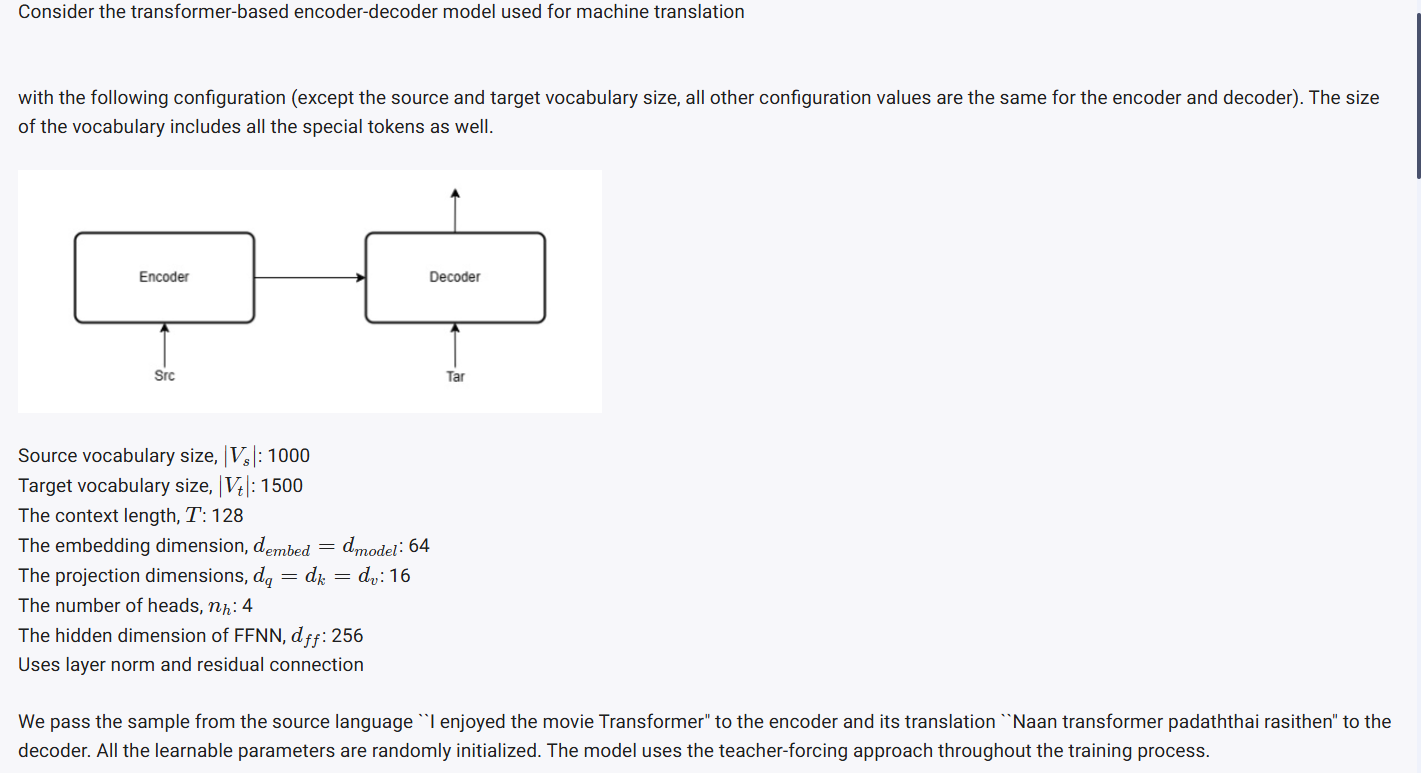 Consider the transformer-based encoder-decoder model used for machine translation
with the following configuration (except the source and target vocabulary size, all other configuration values are the same for the encoder and decoder). The size
of the vocabulary includes all the special tokens as well.
Encoder
Decoder
Src
Tar
Source vocabulary size, |V_s|: 1000
Target vocabulary size, |V_t|: 1500
The context length, T: 128
The embedding dimension, d_{embed} = d_{model}: 64
The projection dimensions, d_q = d_k = d_v: 16
The number of heads, n_h: 4
The hidden dimension of FFNN, d_{ff}: 256
Uses layer norm and residual connection
We pass the sample from the source language ``I enjoyed the movie Transformer" to the encoder and its translation ``Naan transformer padaththai rasithen" to the
decoder. All the learnable parameters are randomly initialized. The model uses the teacher-forcing approach throughout the training process.